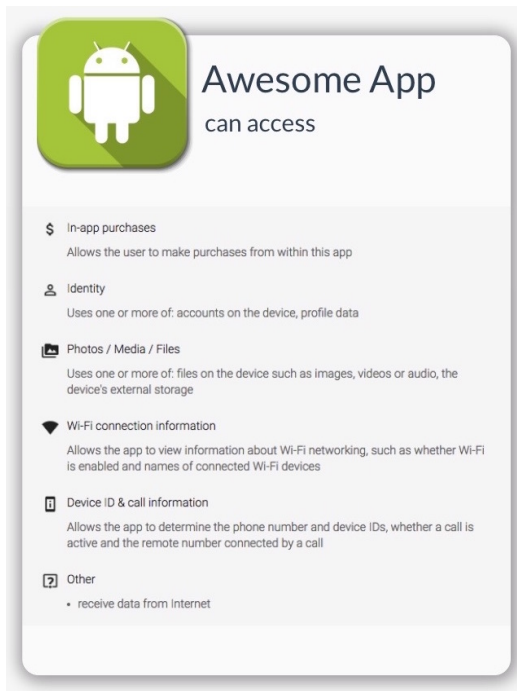 Awesome App
can access
$ In-app purchases
Allows the user to make purchases from within this app
Identity
Uses one or more of: accounts on the device, profile data
Photos / Media / Files
Uses one or more of: files on the device such as images, videos or audio, the
device's external storage
Wi-Fi connection information
Allows the app to view information about Wi-Fi networking, such as whether Wi-Fi
is enabled and names of connected Wi-Fi devices
Device ID & call information
Allows the app to determine the phone number and device IDs, whether a call is
active and the remote number connected by a call
? Other
• receive data from Internet